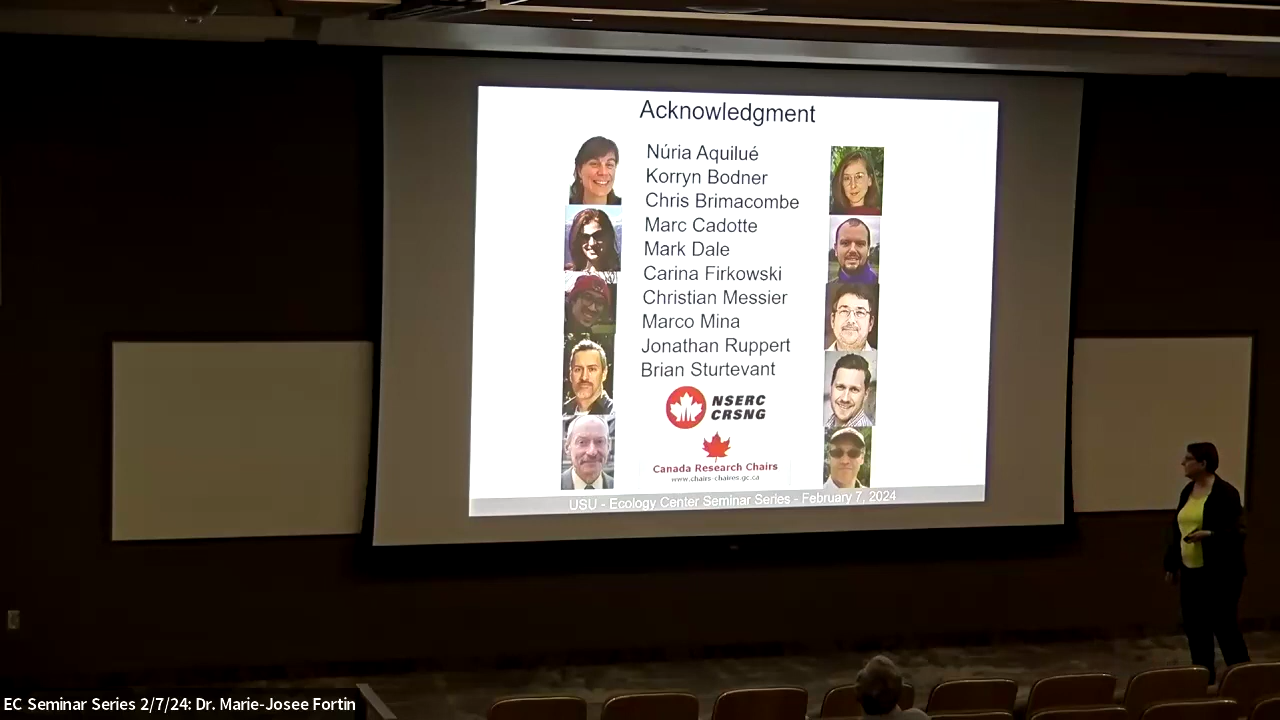 Acknowledgment
Núria Aquilué
Korryn Bodner
Chris Brimacombe
Marc Cadotte
Mark Dale
Carina Firkowski
Christian Messier
Marco Mina
Jonathan Ruppert
Brian Sturtevant
NSERC
CRSNG
Canada Research Chairs
www.chairs-chaires.gc.ca
USU - Ecology Center Seminar Series - February 7, 2024
EC Seminar Series 2/7/24: Dr. Marie-Josee Fortin